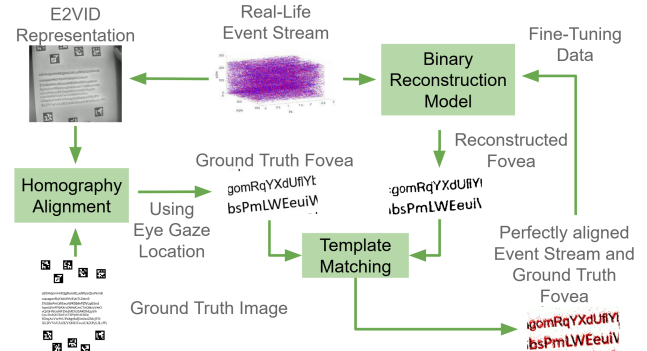 E2VID
Representation
Real-Life
Event Stream
Fine-Tuning
Data
Binary
Reconstruction
Model
Reconstructed
Fovea
Ground Truth Fovea
gomRqYXdUfIYt
bsPmLWEeuiV
gomRqYXdUfIYI
bsPmLWEeuiV
Homography
Alignment
Using
Eye Gaze
Location
Template
Matching
Perfectly aligned
Event Stream and
Ground Truth
Fovea
Ground Truth Image
gomRqYXdUfIYI
bsPmLWEeuiV